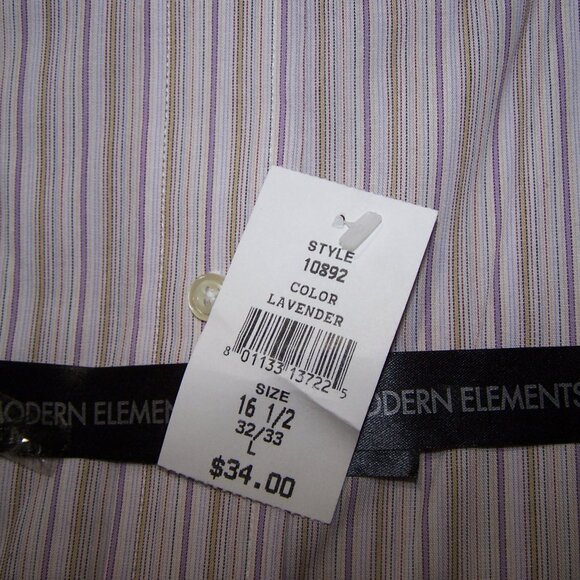 STYLE
10892
COLOR
LAVENDER
8 01133 13722 5
SIZE
16 1/2
32/33
L
$34.00
ODERN ELEMENTS
ODERN ELEMENTS